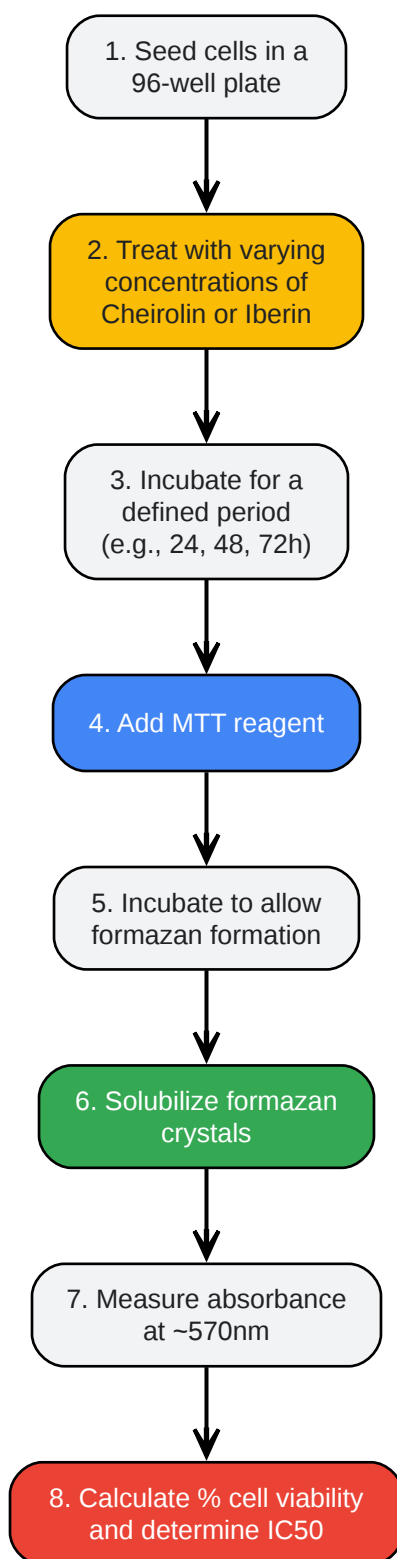 1. Seed cells in a
96-well plate
2. Treat with varying
concentrations of
Cheirolin or Iberin
3. Incubate for a
defined period
(e.g., 24, 48, 72h)
4. Add MTT reagent
5. Incubate to allow
formazan formation
6. Solubilize formazan
crystals
7. Measure absorbance
at ~570nm
8. Calculate % cell viability
and determine IC50